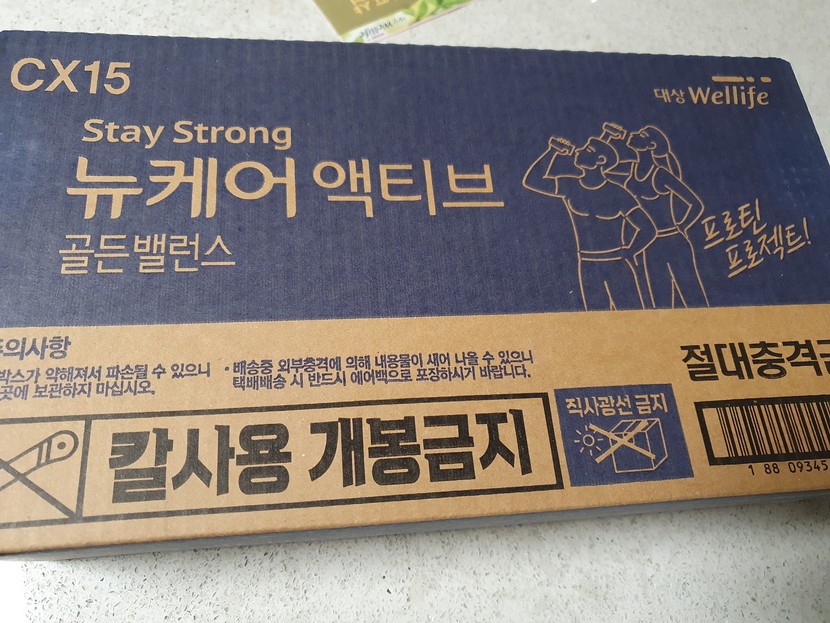 CX15
대상 Wellife
Stay Strong
뉴케어 액티브
골든밸런스
프로틴
프로젝트!
주의사항
박스가 약해져서 파손될 수 있으니
곳에 보관하지 마십시오.
· 배송중 외부충격에 의해 내용물이 새어 나올 수 있으니
택배배송 시 반드시 에어백으로 포장하시기 바랍니다.
절대충격금
칼사용 개봉금지
직사광선 금지
1 88 09345